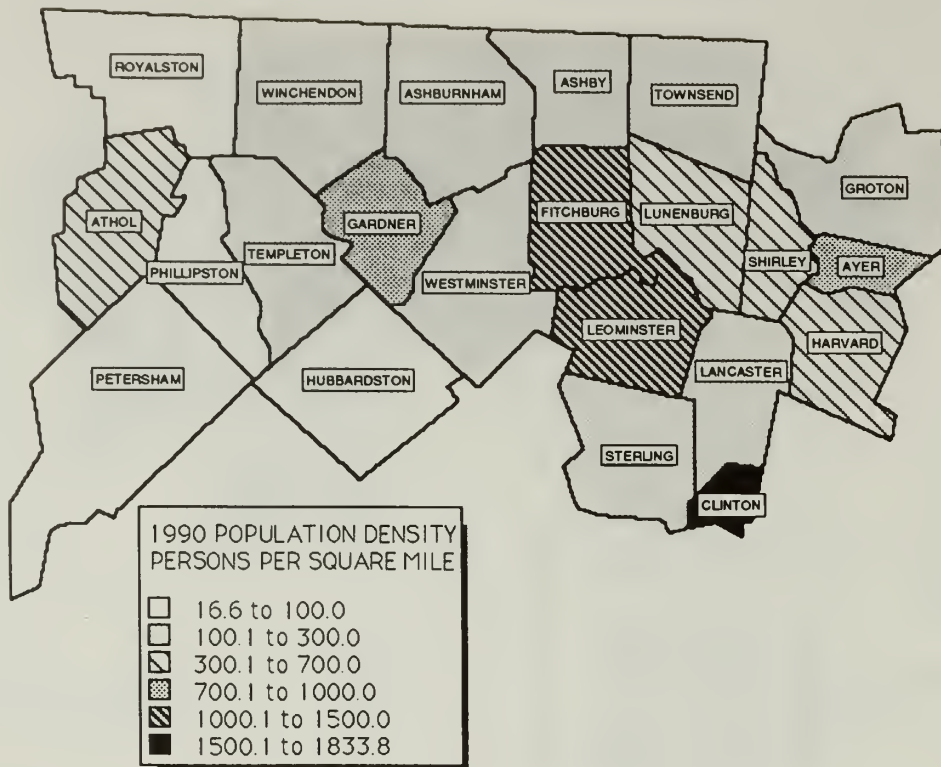 ROYALSTON
WINCHENDON
ASHBURNHAM
ASHBY
TOWNSEND
GROTON
ATHOL
GARDNER
FITCHBURG
LUNENBURG
PHILLIPSTON
TEMPLETON
WESTMINSTER
SHIRLEY
AYER
LEOMINSTER
HARVARD
PETERSHAM
HUBBARDSTON
LANCASTER
STERLING
CLINTON
1990 POPULATION DENSITY
PERSONS PER SQUARE MILE
16.6 to 100.0
100.1 to 300.0
300.1 to 700.0
700.1 to 1000.0
1000.1 to 1500.0
1500.1 to 1833.8